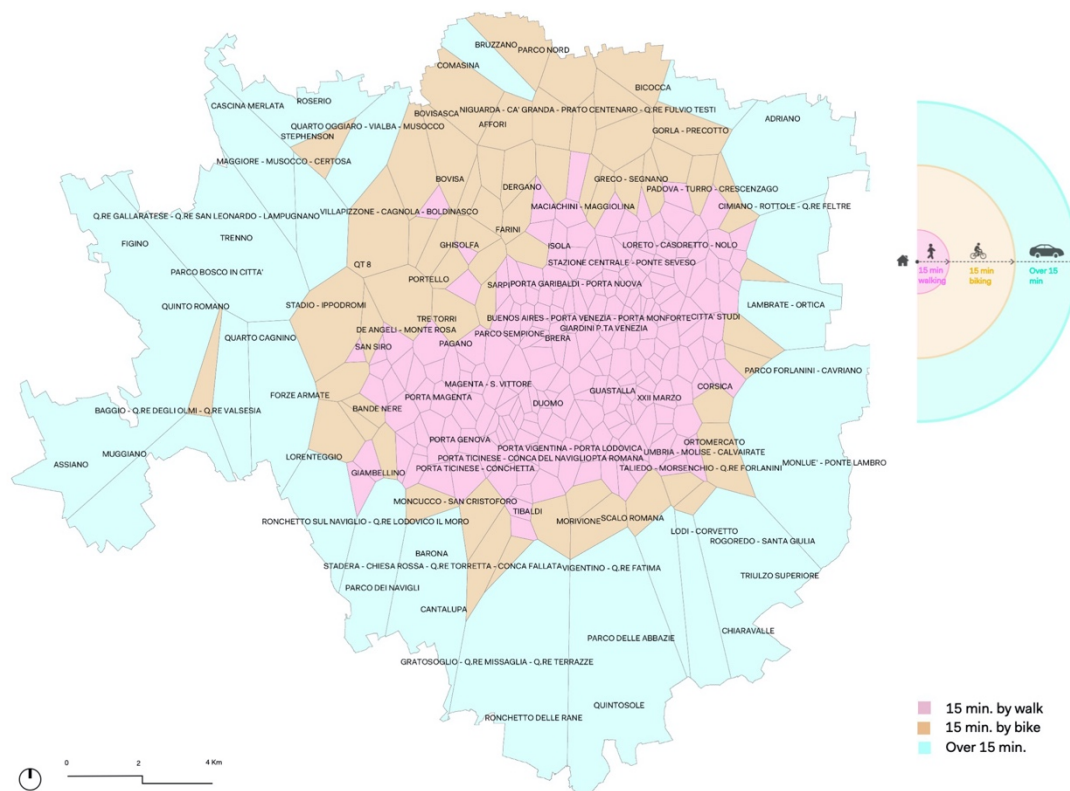 BRUZZANO
PARCO NORD
COMASINA
BICOCCA
ROSERIO
CASCINA MERLATA
BOVISASCA
NIGUARDA - CA' GRANDA - PRATO CENTENARO - Q.RE FULVIO TESTI
ADRIANO
QUARTO OGGIARO - VIALBA - MUSOCCO
AFFORI
GORLA - PRECOTTO
STEPHENSON
MAGGIORE - MUSOCCO - CERTOSA
BOVISA
GRECO - SEGNANO
DERGANO
PADOVA - TURRO - CRESCENZAGO
Q.RE GALLARATESE - Q.RE SAN LEONARDO - LAMPUGNANO
VILLAPIZZONE - CAGNOLA - BOLDINASCO
MACIACHINI - MAGGIOLINA
CIMIANO - ROTTOLE - Q.RE FELTRE
FARINI
TRENNO
FIGINO
GHISOLFA
ISOLA
LORETO - CASORETTO - NOLO
QT 8
STAZIONE CENTRALE - PONTE SEVESO
PARCO BOSCO IN CITTA'
PORTELLO
SARPI
PORTA GARIBALDI - PORTA NUOVA
QUINTO ROMANO
STADIO - IPPODROMI
LAMBRATE - ORTICA
TRE TORRI
BUENOS AIRES - PORTA VENEZIA - PORTA MONFORTE
CITTA' STUDI
DE ANGELI - MONTE ROSA
GIARDINI P.TA VENEZIA
PARCO SEMPIONE
QUARTO CAGNINO
BRERA
PAGANO
SAN SIRO
PARCO FORLANINI - CAVRIANO
MAGENTA - S. VITTORE
CORSICA
GUASTALLA
FORZE ARMATE
PORTA MAGENTA
XXII MARZO
DUOMO
BANDE NERE
BAGGIO - Q.RE DEGLI OLMI - Q.RE VALSESIA
PORTA GENOVA
ORTOMERCATO
PORTA VIGENTINA - PORTA LODOVICA
UMBRIA - MOLISE - CALVAIRATE
MUGGIANO
LORENTEGGIO
PORTA TICINESE - CONCA DEL NAVIGLIO
PORTA ROMANA
ASSIANO
MONLUE' - PONTE LAMBRO
PORTA TICINESE - CONCHETTA
TALIEDO - MORSENCHIO - Q.RE FORLANINI
GIAMBELLINO
MONCUCCO - SAN CRISTOFORO
TIBALDI
SCALO ROMANA
RONCHETTO SUL NAVIGLIO - Q.RE LODOVICO IL MORO
MORIVIONE
LODI - CORVETTO
ROGOREDO - SANTA GIULIA
BARONA
STADERA - CHIESA ROSSA - Q.RE TORRETTA - CONCA FALLATA
VIGENTINO - Q.RE FATIMA
TRIULZO SUPERIORE
PARCO DEI NAVIGLI
CANTALUPA
CHIARAVALLE
PARCO DELLE ABBAZIE
GRATOSOGLIO - Q.RE MISSAGLIA - Q.RE TERRAZZE
QUINTOSOLE
RONCHETTO DELLE RANE
0 2 4 Km
15 min
walking
15 min
biking
Over 15
min
15 min. by walk
15 min. by bike
Over 15 min.